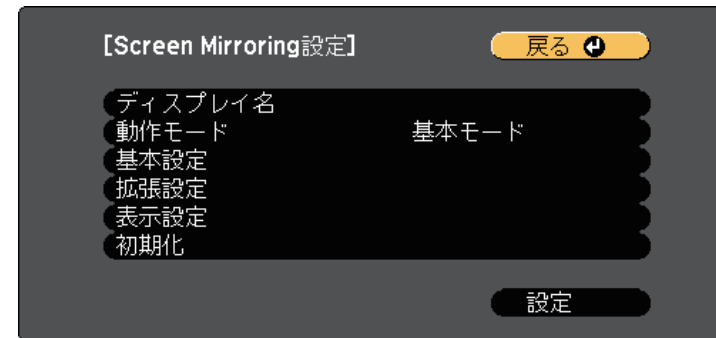 [Screen Mirroring設定]
戻る
ディスプレイ名
動作モード 基本モード
基本設定
拡張設定
表示設定
初期化
設定